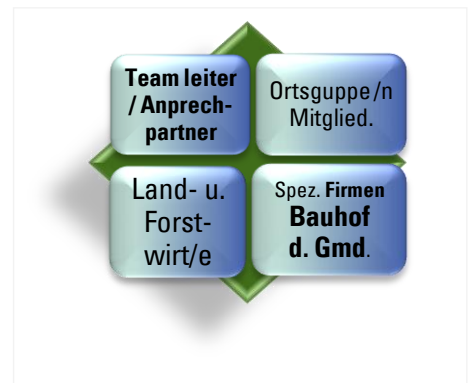 Team leiter
/ Anprech-
partner
Ortsguppe/n
Mitglied.
Land- u.
Forst-
wirt/e
Spez. Firmen
Bauhof
d. Gmd.